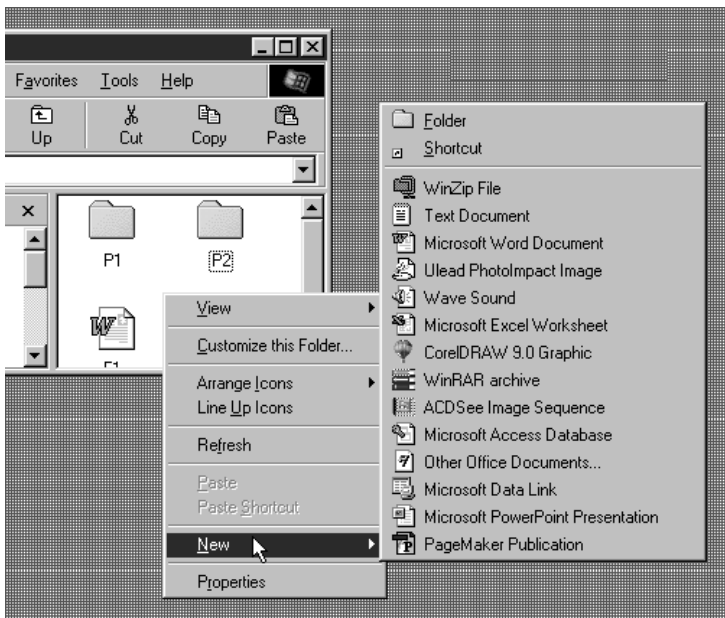 Favorites Tools Help
Up Cut Copy Paste
P1 P2
W
View
Customize this Folder...
Arrange Icons
Line Up Icons
Refresh
Paste
Paste Shortcut
New
Properties
Folder
Shortcut
WinZip File
Text Document
Microsoft Word Document
Ulead PhotoImpact Image
Wave Sound
Microsoft Excel Worksheet
CorelDRAW 9.0 Graphic
WinRAR archive
ACDSee Image Sequence
Microsoft Access Database
Other Office Documents...
Microsoft Data Link
Microsoft PowerPoint Presentation
PageMaker Publication